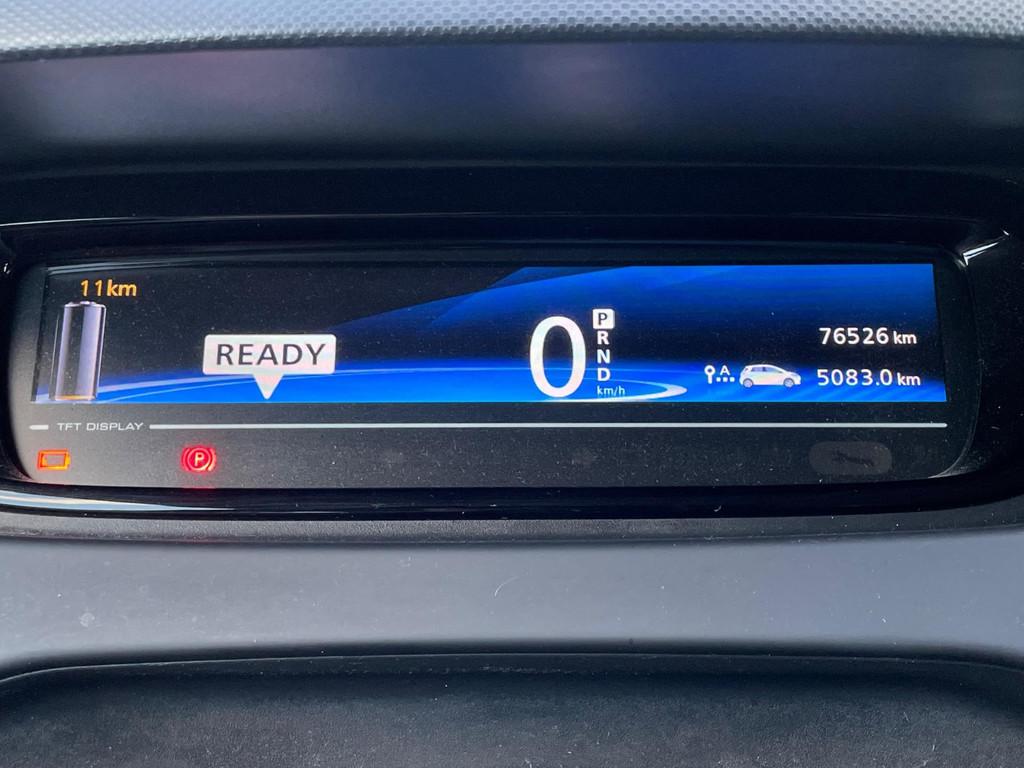 11km
READY
0
P
R
N
D
km/h
76526 km
A
5083.0 km
TFT DISPLAY
P